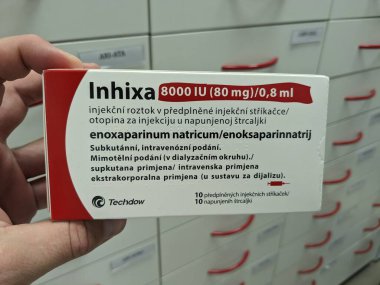 ABI-ATA
Inhixa 8000 IU (80 mg)/0,8 ml
injekční roztok v předplněné injekční stříkačce/
otopina za injekciju u napunjenoj štrcaljki
enoxaparinum natricum/enoksaparinnatrij
Subkutánní, intravenózní podání.
Mimotělní podání (v dialyzačním okruhu)./
supkutana primjena/ intravenska primjena
ekstrakorporalna primjena (u sustavu za dijalizu).
10 předplněných injekčních stříkaček/
10 napunjenih štrcaljki
Techdow